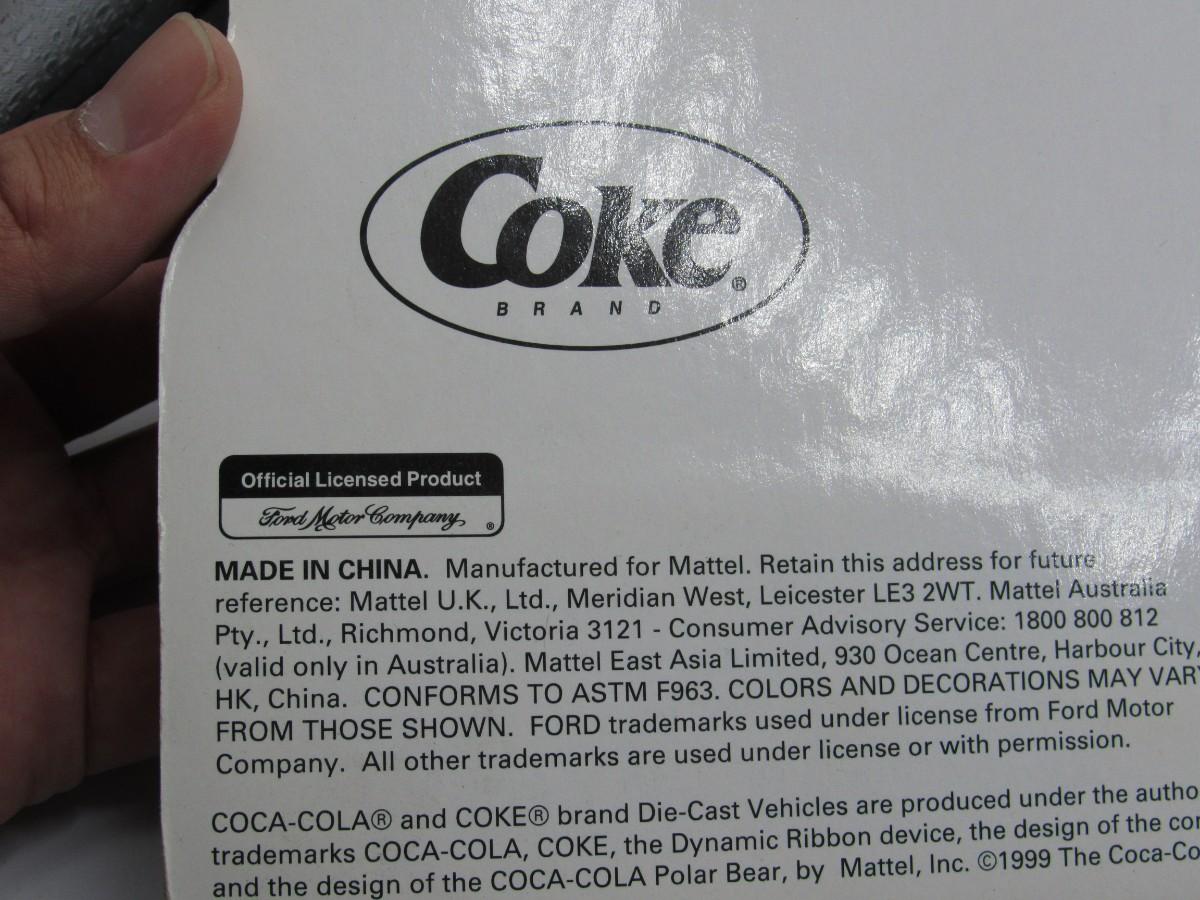 Coke®
BRAND
Official Licensed Product
Ford Motor Company ®
MADE IN CHINA. Manufactured for Mattel. Retain this address for future
reference: Mattel U.K., Ltd., Meridian West, Leicester LE3 2WT. Mattel Australia
Pty., Ltd., Richmond, Victoria 3121 - Consumer Advisory Service: 1800 800 812
(valid only in Australia). Mattel East Asia Limited, 930 Ocean Centre, Harbour City,
HK, China. CONFORMS TO ASTM F963. COLORS AND DECORATIONS MAY VARY
FROM THOSE SHOWN. FORD trademarks used under license from Ford Motor
Company. All other trademarks are used under license or with permission.
COCA-COLA® and COKE® brand Die-Cast Vehicles are produced under the
trademarks COCA-COLA, COKE, the Dynamic Ribbon device, the design of the
and the design of the COCA-COLA Polar Bear, by Mattel, Inc. ©1999 The